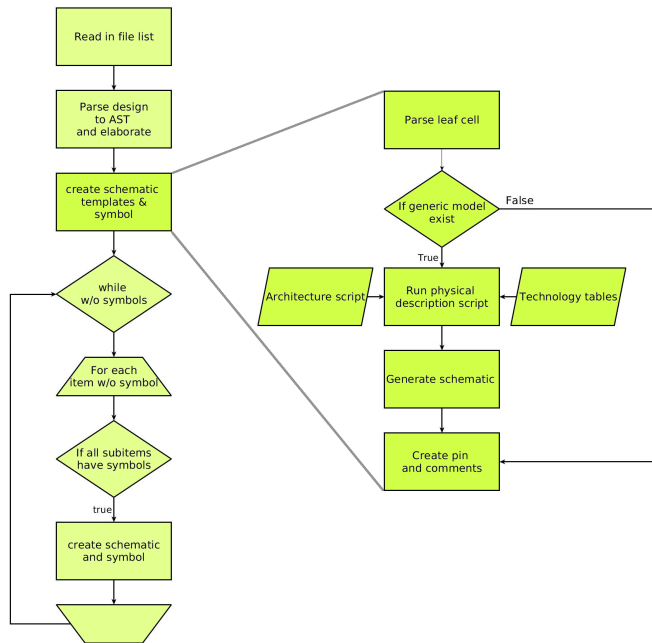 Read in file list
Parse design
to AST
and elaborate
create schematic
templates &
symbol
while
w/o symbols
For each
item w/o symbol
If all subitems
have symbols
true
create schematic
and symbol
Parse leaf cell
If generic model
exist
False
True
Architecture script
Run physical
description script
Technology tables
Generate schematic
Create pin
and comments